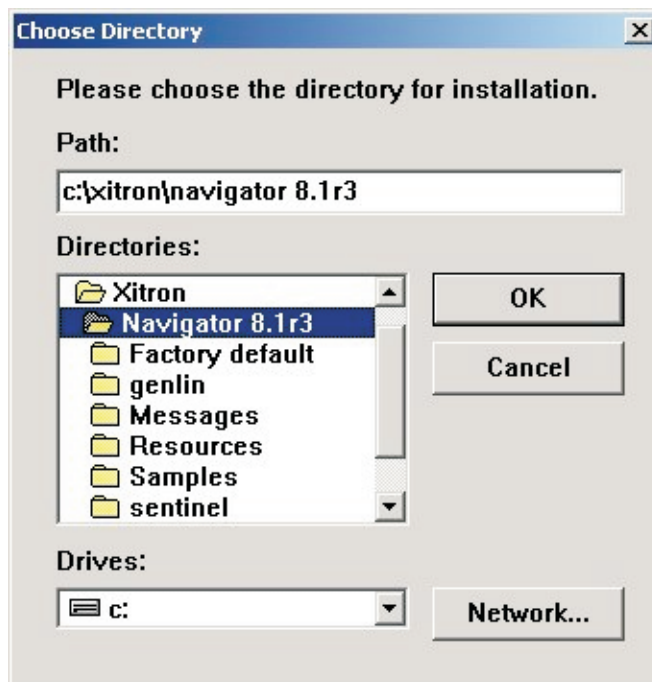 Choose Directory
Please choose the directory for installation.
Path:
c:\xitron\navigator 8.1r3
Directories:
Xitron
Navigator 8.1r3
Factory default
genlin
Messages
Resources
Samples
sentinel
OK
Cancel
Drives:
c:
Network...